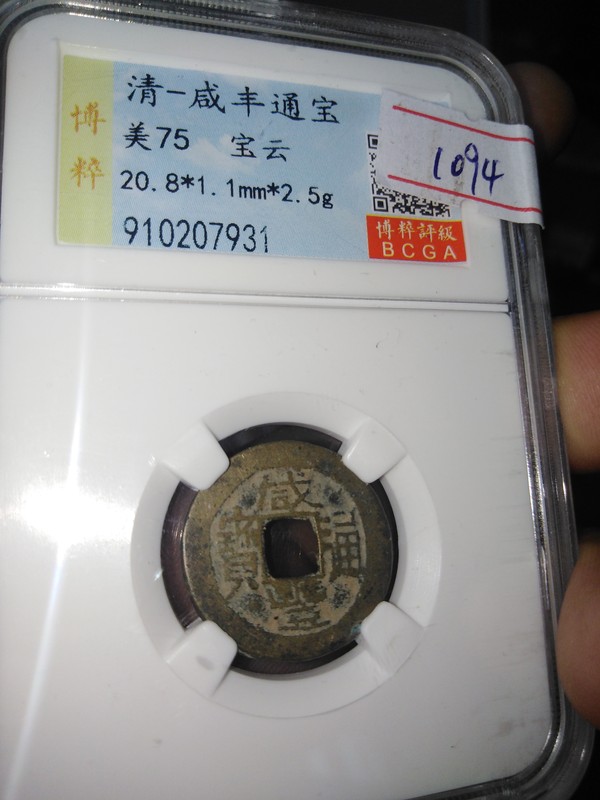 博粹
清-咸丰通宝
美75 宝云
20.8*1.1mm*2.5g
910207931
1094
博粹評級
BCGA
咸豐通寶